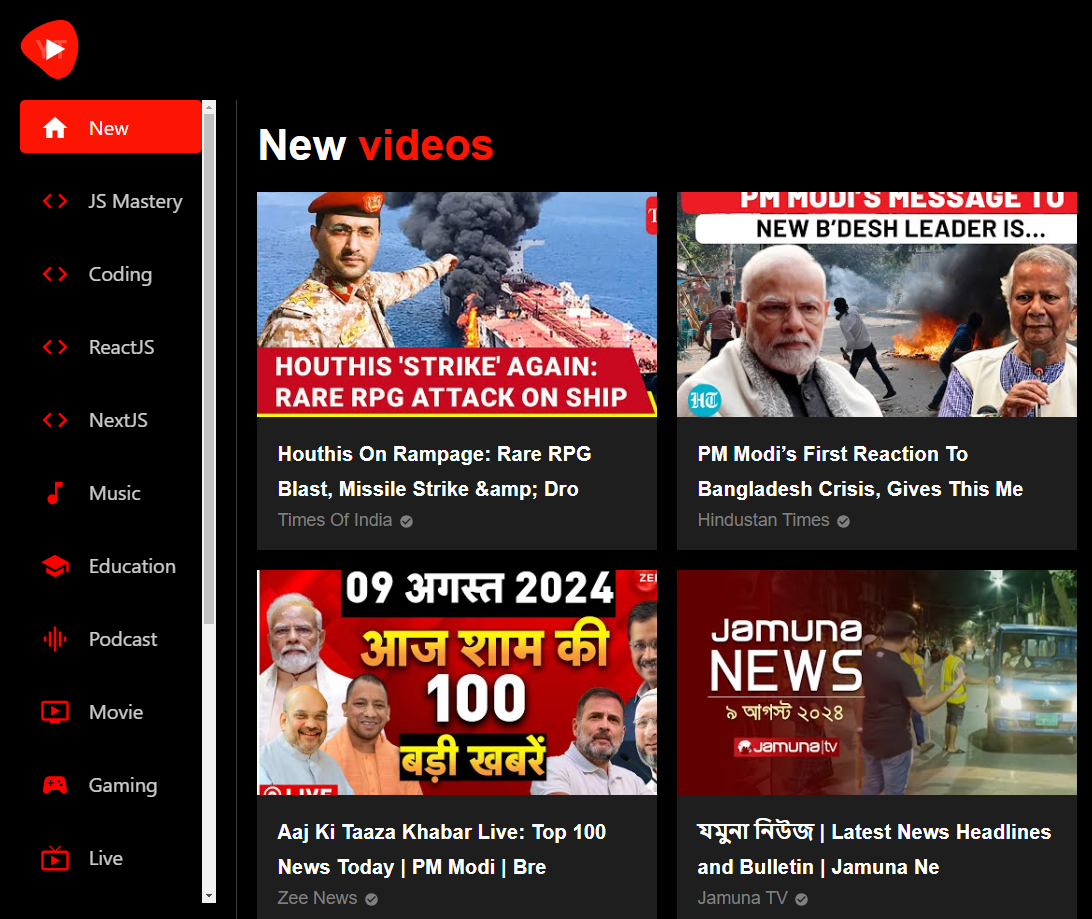 YT
New
JS Mastery
Coding
ReactJS
NextJS
Music
Education
Podcast
Movie
Gaming
Live
New videos
HOUTHIS 'STRIKE' AGAIN:
RARE RPG ATTACK ON SHIP
Houthis On Rampage: Rare RPG
Blast, Missile Strike &amp; Dro
Times Of India
PM MODI'S MESSAGE TO
NEW B'DESH LEADER IS...
HT
PM Modi’s First Reaction To
Bangladesh Crisis, Gives This Me
Hindustan Times
ZEE
09 अगस्त 2024
आज शाम की
100
बड़ी खबरें
LIVE
Aaj Ki Taaza Khabar Live: Top 100
News Today | PM Modi | Bre
Zee News
Jamuna
NEWS
৯ আগস্ট ২০২৪
Jamuna|tv
যমুনা নিউজ | Latest News Headlines
and Bulletin | Jamuna Ne
Jamuna TV